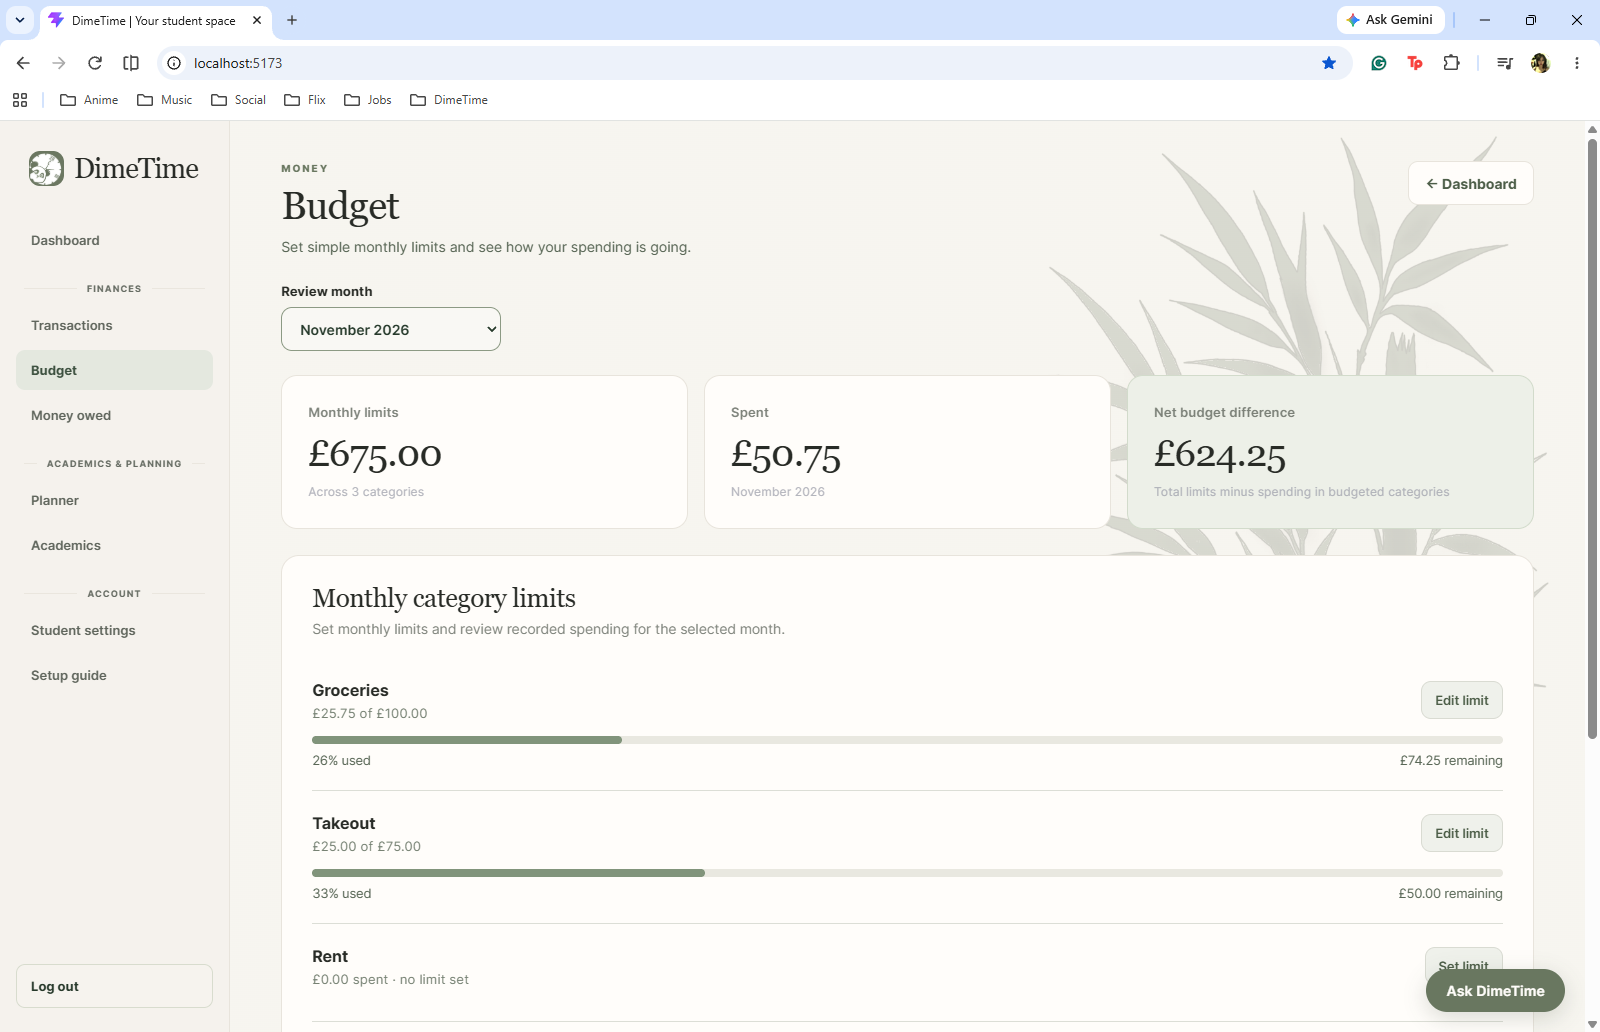 DimeTime | Your student space
Ask Gemini
localhost:5173
Anime
Music
Social
Flix
Jobs
DimeTime
DimeTime
Dashboard
FINANCES
Transactions
Budget
Money owed
ACADEMICS & PLANNING
Planner
Academics
ACCOUNT
Student settings
Setup guide
Log out
MONEY
Budget
Set simple monthly limits and see how your spending is going.
← Dashboard
Review month
November 2026
Monthly limits
£675.00
Across 3 categories
Spent
£50.75
November 2026
Net budget difference
£624.25
Total limits minus spending in budgeted categories
Monthly category limits
Set monthly limits and review recorded spending for the selected month.
Groceries
£25.75 of £100.00
Edit limit
26% used
£74.25 remaining
Takeout
£25.00 of £75.00
Edit limit
33% used
£50.00 remaining
Rent
£0.00 spent · no limit set
Set limit
Ask DimeTime